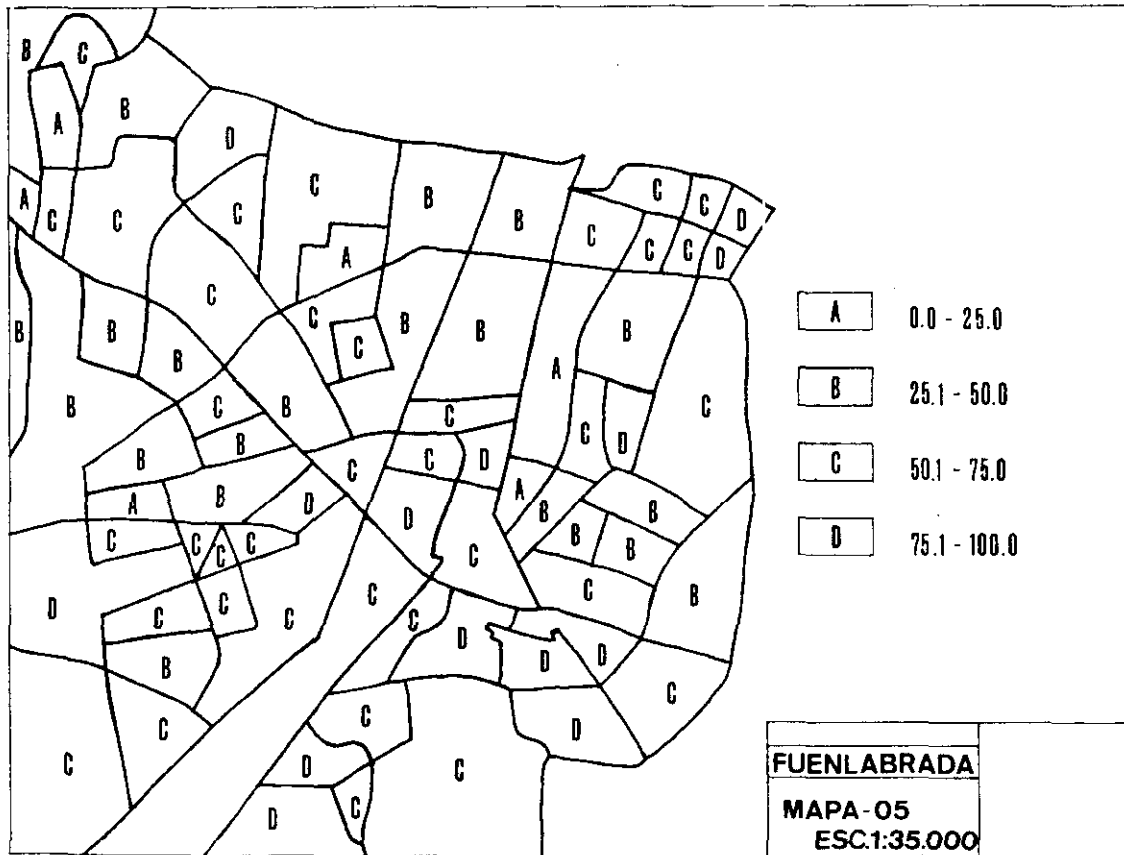 B C
B
A D
A C C C C B B C C C D
A C C C D
C
B B B C C B B B
B A C
B C B C
B B C C D C D
A B D C A B B
C C C C D B B
D C C C C C C B
B D D D C
C C C D
C D C
D C
A 0.0 - 25.0
B 25.1 - 50.0
C 50.1 - 75.0
D 75.1 - 100.0
FUENLABRADA
MAPA-05
ESC.1:35.000